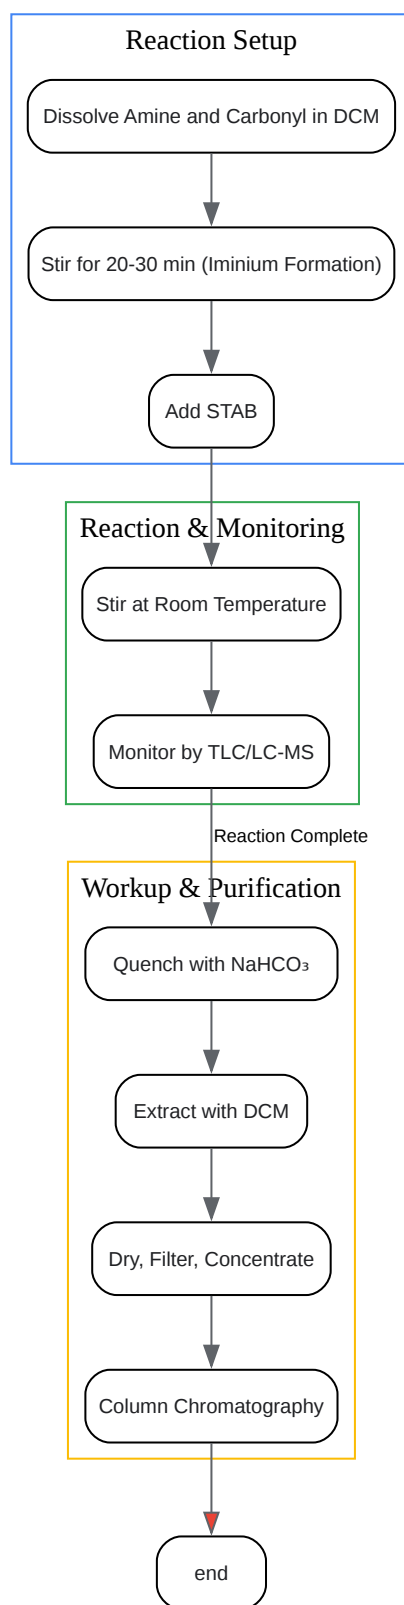 Reaction Setup
Dissolve Amine and Carbonyl in DCM
Stir for 20-30 min (Iminium Formation)
Add STAB
Reaction & Monitoring
Stir at Room Temperature
Monitor by TLC/LC-MS
Reaction Complete
Workup & Purification
Quench with NaHCO₃
Extract with DCM
Dry, Filter, Concentrate
Column Chromatography
end